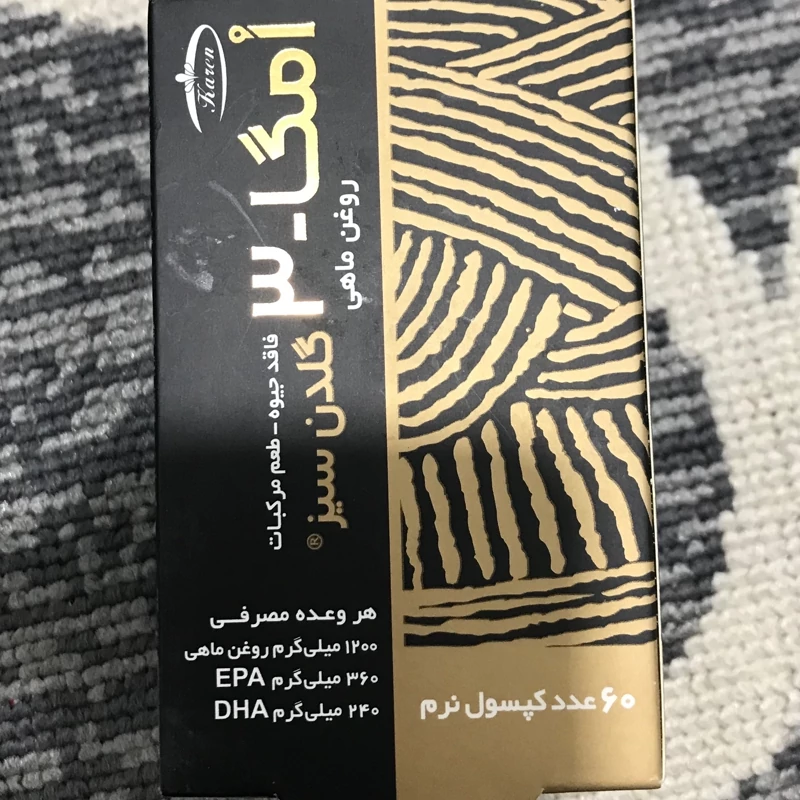 Karen
أمگا-۳
روغن ماهی
گلدن سیز®
فاقد جیوه - طعم مرکبات
هر وعده مصرفی
۱۲۰۰ میلی‌گرم روغن ماهی
۳۶۰ میلی‌گرم EPA
۲۴۰ میلی‌گرم DHA
۶۰ عدد کپسول نرم